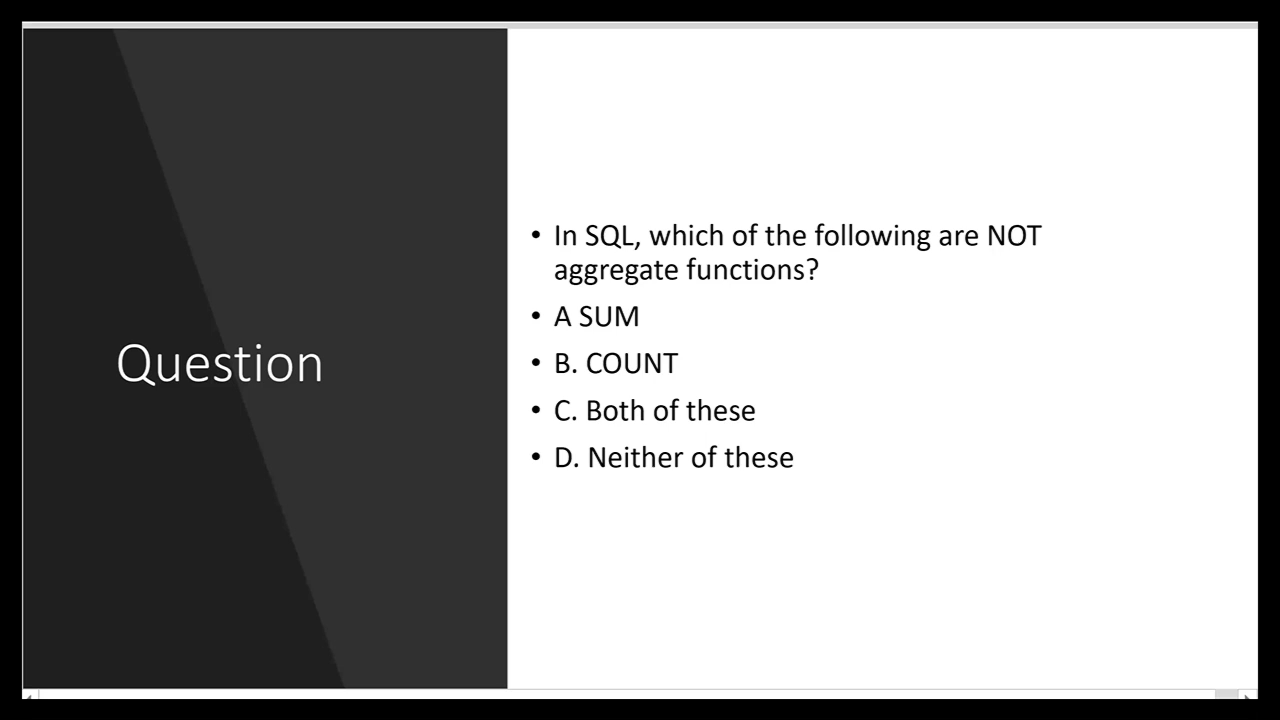 Question
• In SQL, which of the following are NOT
aggregate functions?
• A SUM
• B. COUNT
• C. Both of these
• D. Neither of these